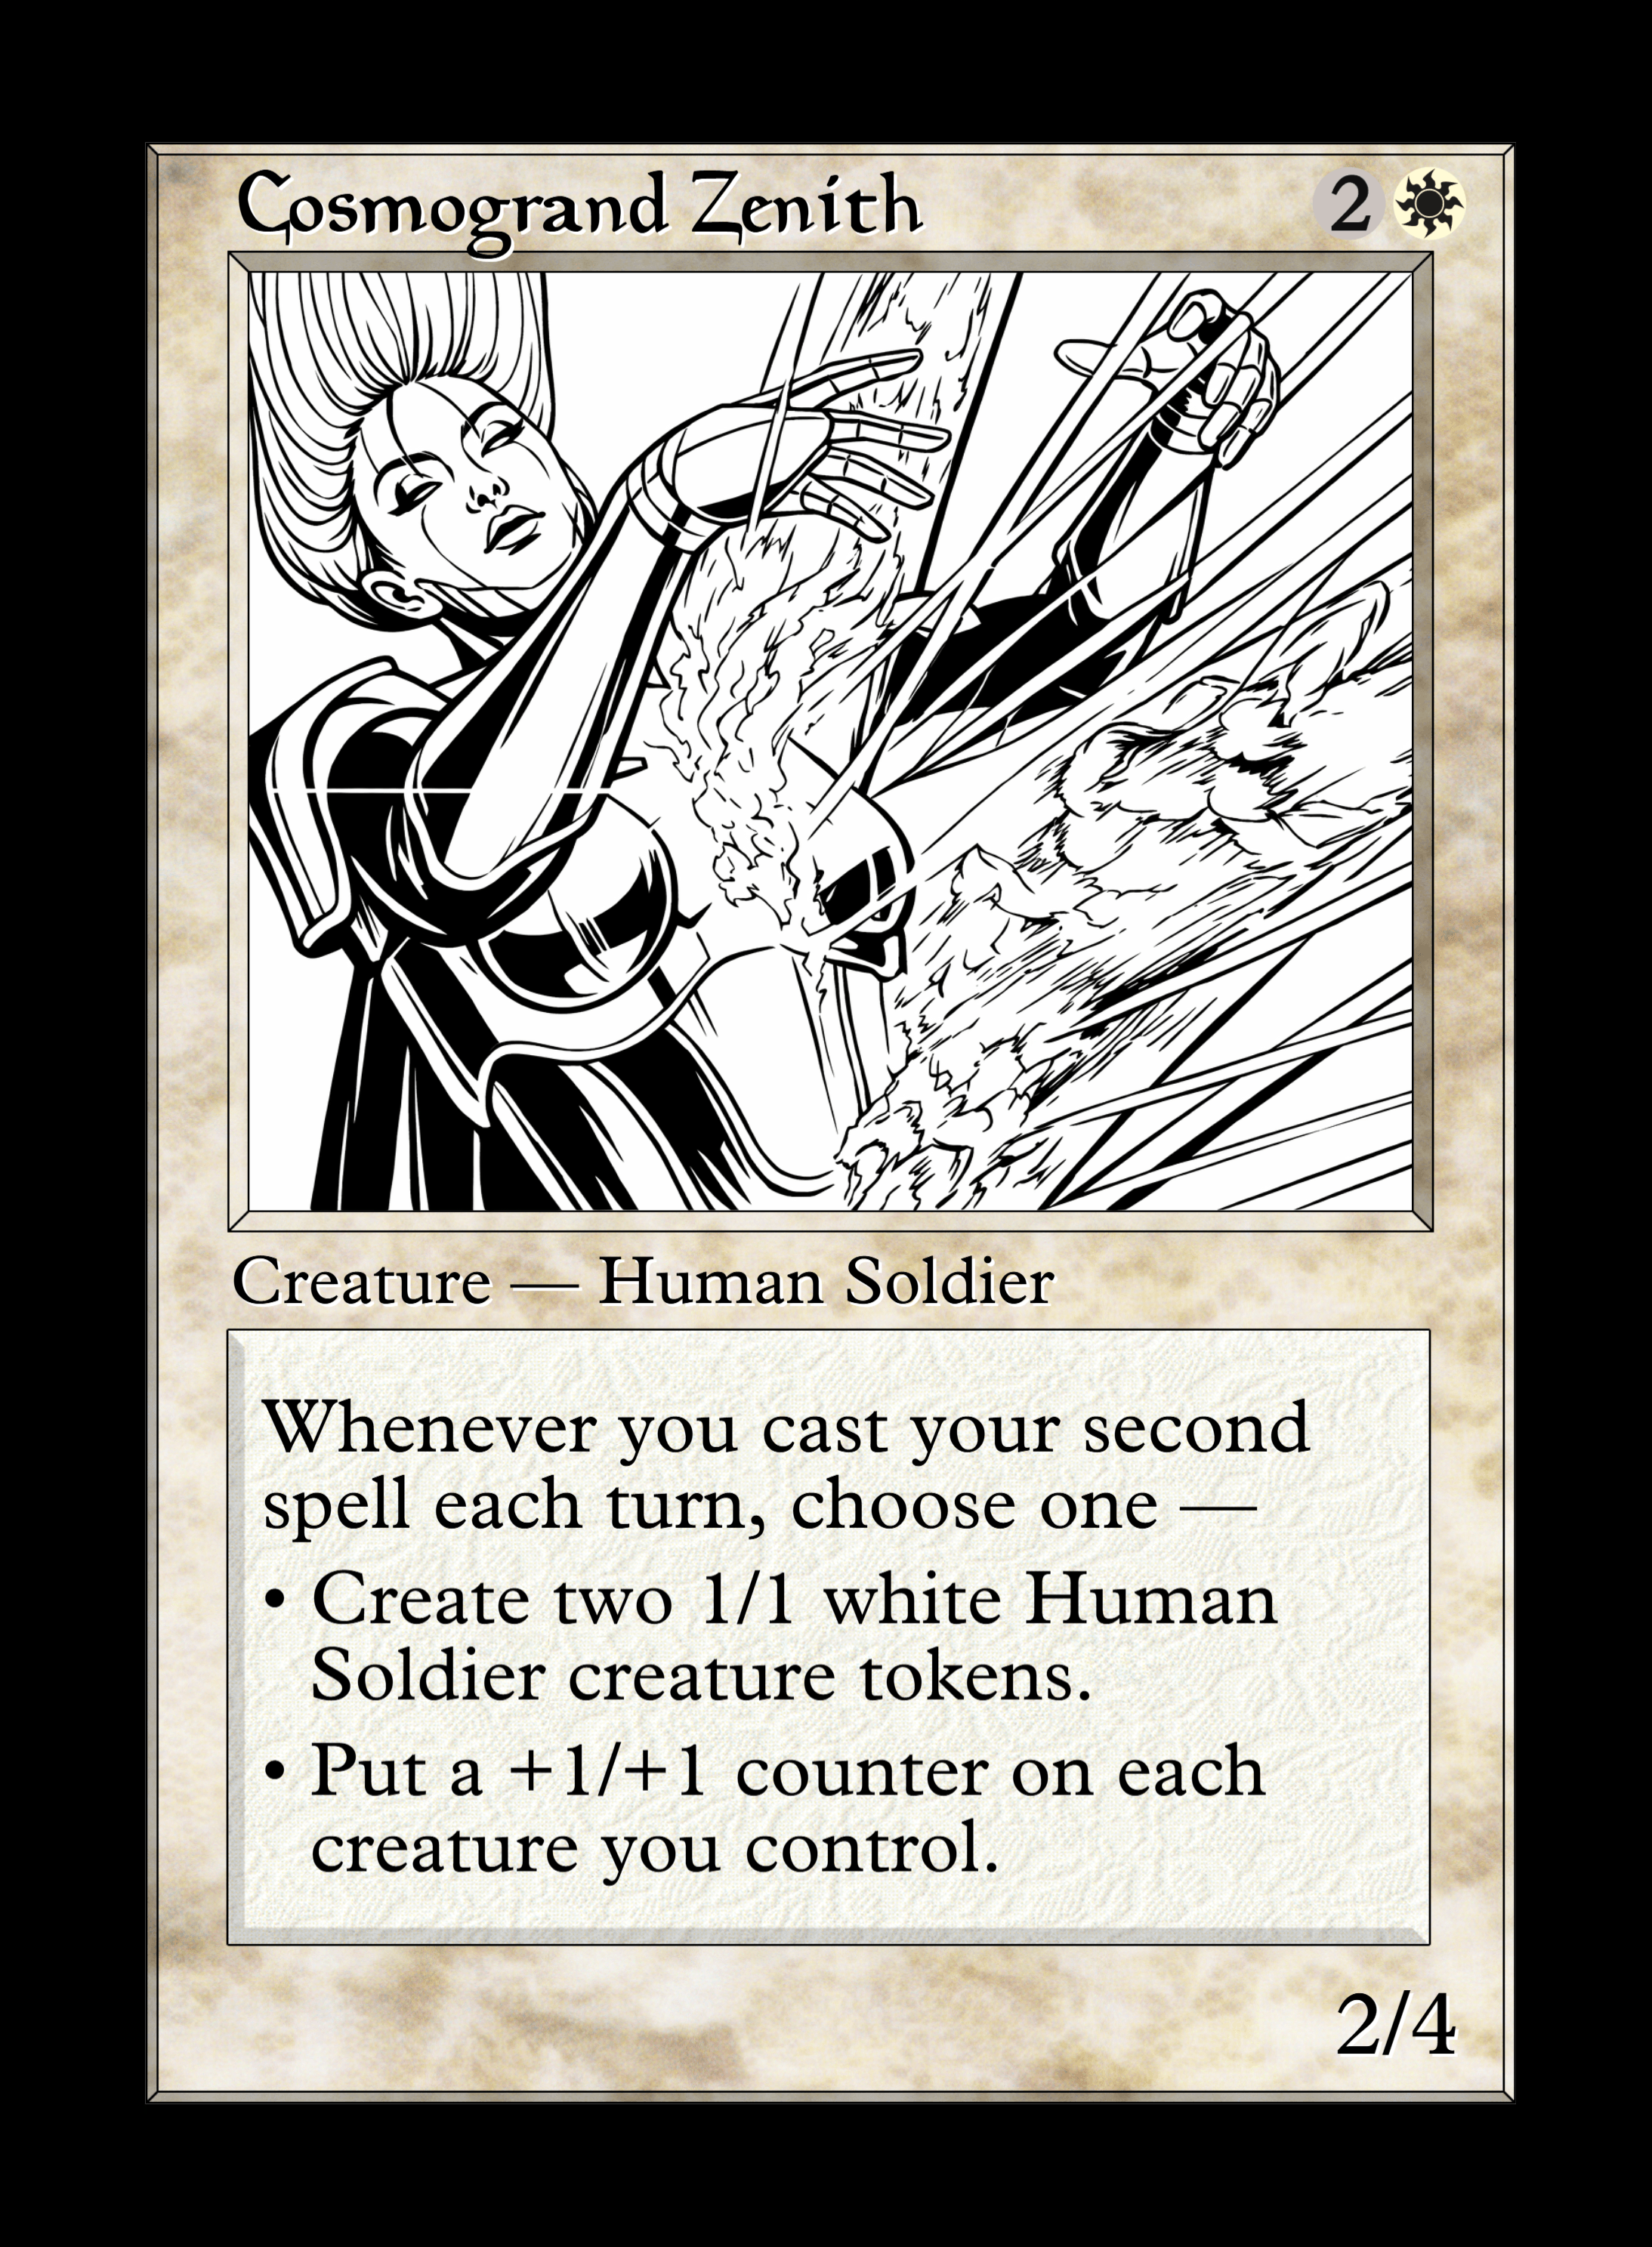 Cosmogrand Zenith
2
Creature — Human Soldier
Whenever you cast your second
spell each turn, choose one —
• Create two 1/1 white Human
Soldier creature tokens.
• Put a +1/+1 counter on each
creature you control.
2/4